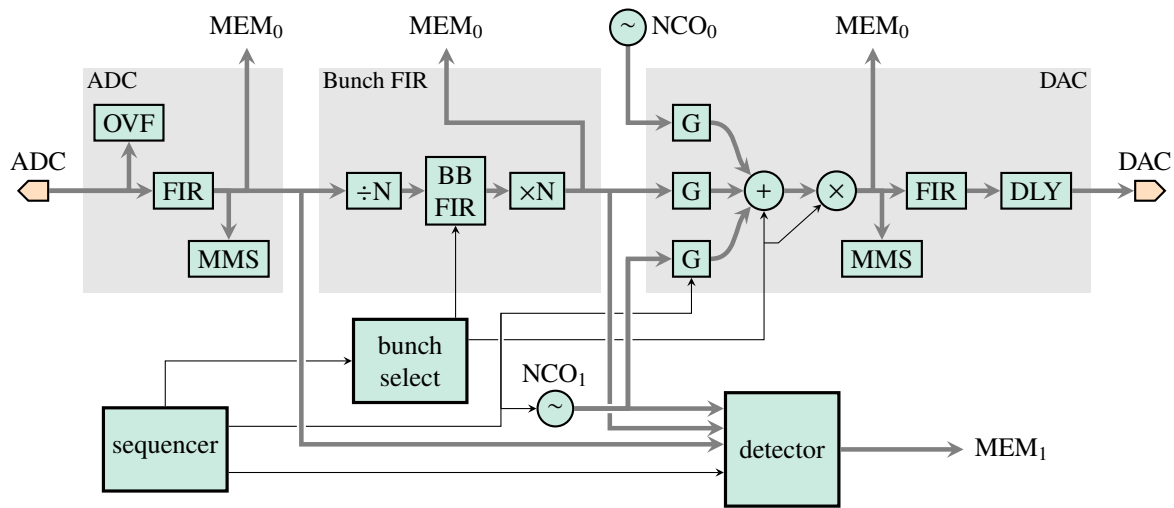 MEM0
MEM0
NCO0
MEM0
~
ADC
Bunch FIR
DAC
OVF
G
ADC
FIR
÷N
BB
FIR
×N
G
+
×
FIR
DLY
DAC
MMS
G
MMS
bunch
select
NCO1
~
sequencer
detector
MEM1